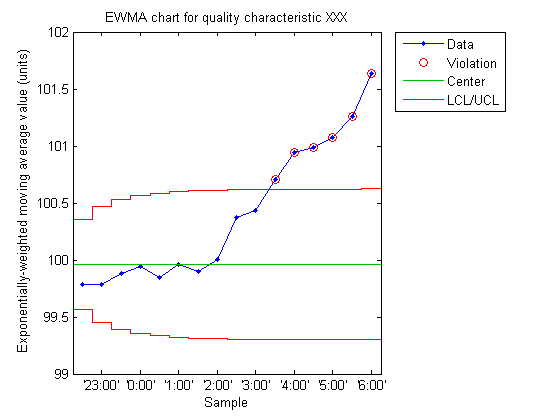 EWMA chart for quality characteristic XXX
Exponentially-weighted moving average value (units)
102
101.5
101
100.5
100
99.5
99
'23:00' '0:00' '1:00' '2:00' '3:00' '4:00' '5:00' '6:00'
Sample
Data
Violation
Center
LCL/UCL